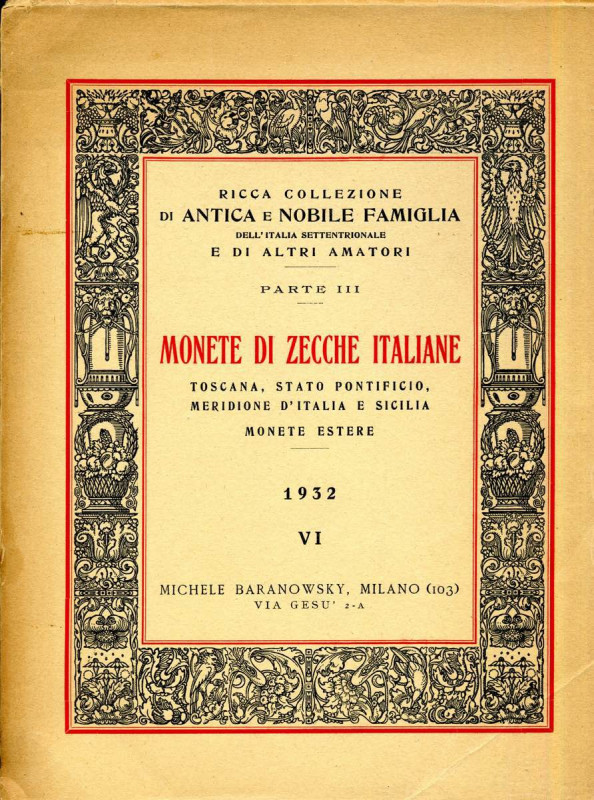 RICCA COLLEZIONE
DI ANTICA E NOBILE FAMIGLIA
DELL'ITALIA SETTENTRIONALE
E DI ALTRI AMATORI
PARTE III
MONETE DI ZECCHE ITALIANE
TOSCANA, STATO PONTIFICIO,
MERIDIONE D'ITALIA E SICILIA
MONETE ESTERE
1932
VI
MICHELE BARANOWSKY, MILANO (103)
VIA GESU' 2-A